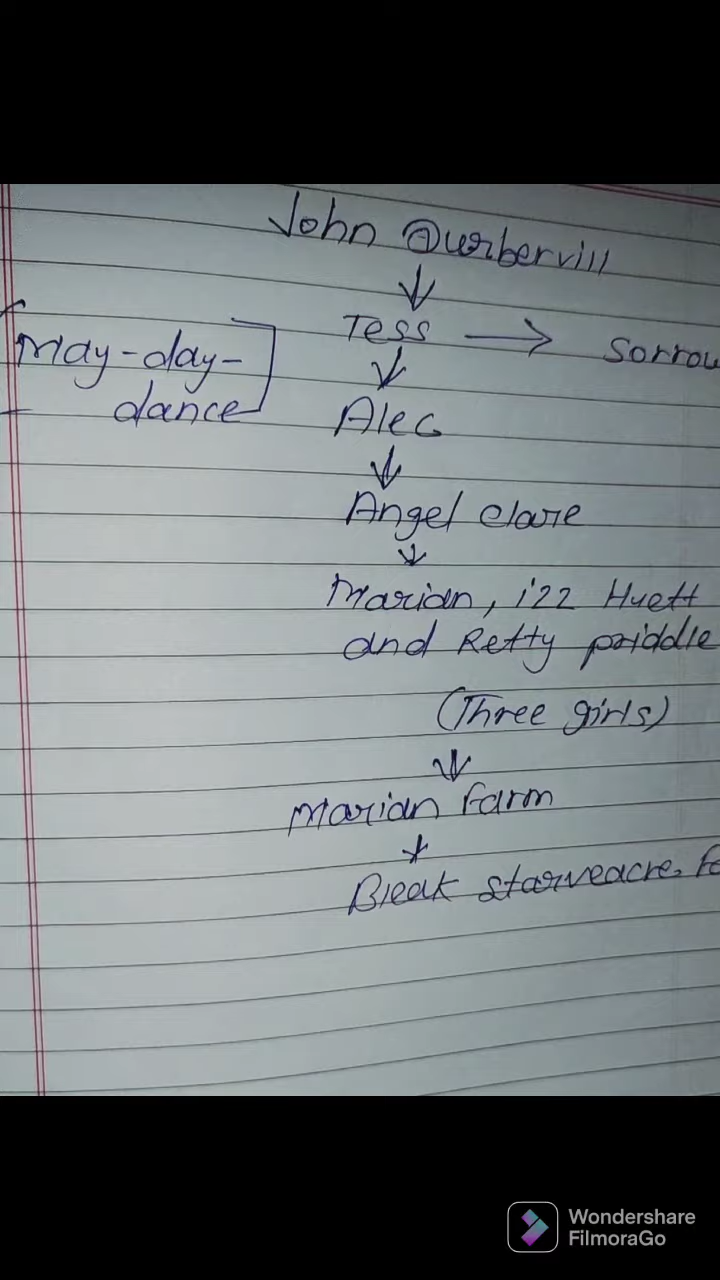 John Durbervill
Tess → Sorrow
May-day-
dance
Alec
Angel Clare
Marian, izz Huett
and Retty priddle
(Three girls)
Marian Farm
Bleak starveacre. F
Wondershare
FilmoraGo